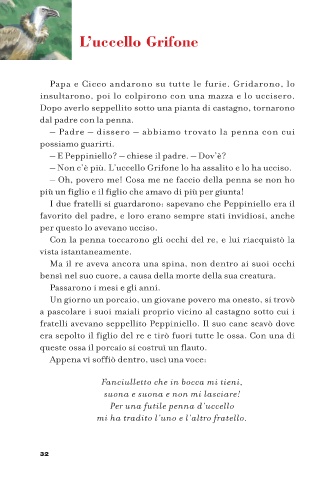 L'uccello Grifone
Papa e Cicco andarono su tutte le furie. Gridarono, lo
insultarono, poi lo colpirono con una mazza e lo uccisero.
Dopo averlo seppellito sotto una pianta di castagno, tornarono
dal padre con la penna.
– Padre – dissero – abbiamo trovato la penna con cui
possiamo guarirti.
– E Peppiniello? – chiese il padre. – Dov'è?
– Non c'è più. L'uccello Grifone lo ha assalito e lo ha ucciso.
– Oh, povero me! Cosa me ne faccio della penna se non ho
più un figlio e il figlio che amavo di più per giunta!
I due fratelli si guardarono: sapevano che Peppiniello era il
favorito del padre, e loro erano sempre stati invidiosi, anche
per questo lo avevano ucciso.
Con la penna toccarono gli occhi del re, e lui riacquistò la
vista istantaneamente.
Ma il re aveva ancora una spina, non dentro ai suoi occhi
bensì nel suo cuore, a causa della morte della sua creatura.
Passarono i mesi e gli anni.
Un giorno un porcaio, un giovane povero ma onesto, si trovò
a pascolare i suoi maiali proprio vicino al castagno sotto cui i
fratelli avevano seppellito Peppiniello. Il suo cane scavò dove
era sepolto il figlio del re e tirò fuori tutte le ossa. Con una di
queste ossa il porcaio si costruì un flauto.
Appena vi soffiò dentro, uscì una voce:
Fanciulletto che in bocca mi tieni,
suona e suona e non mi lasciare!
Per una futile penna d'uccello
mi ha tradito l'uno e l'altro fratello.
32